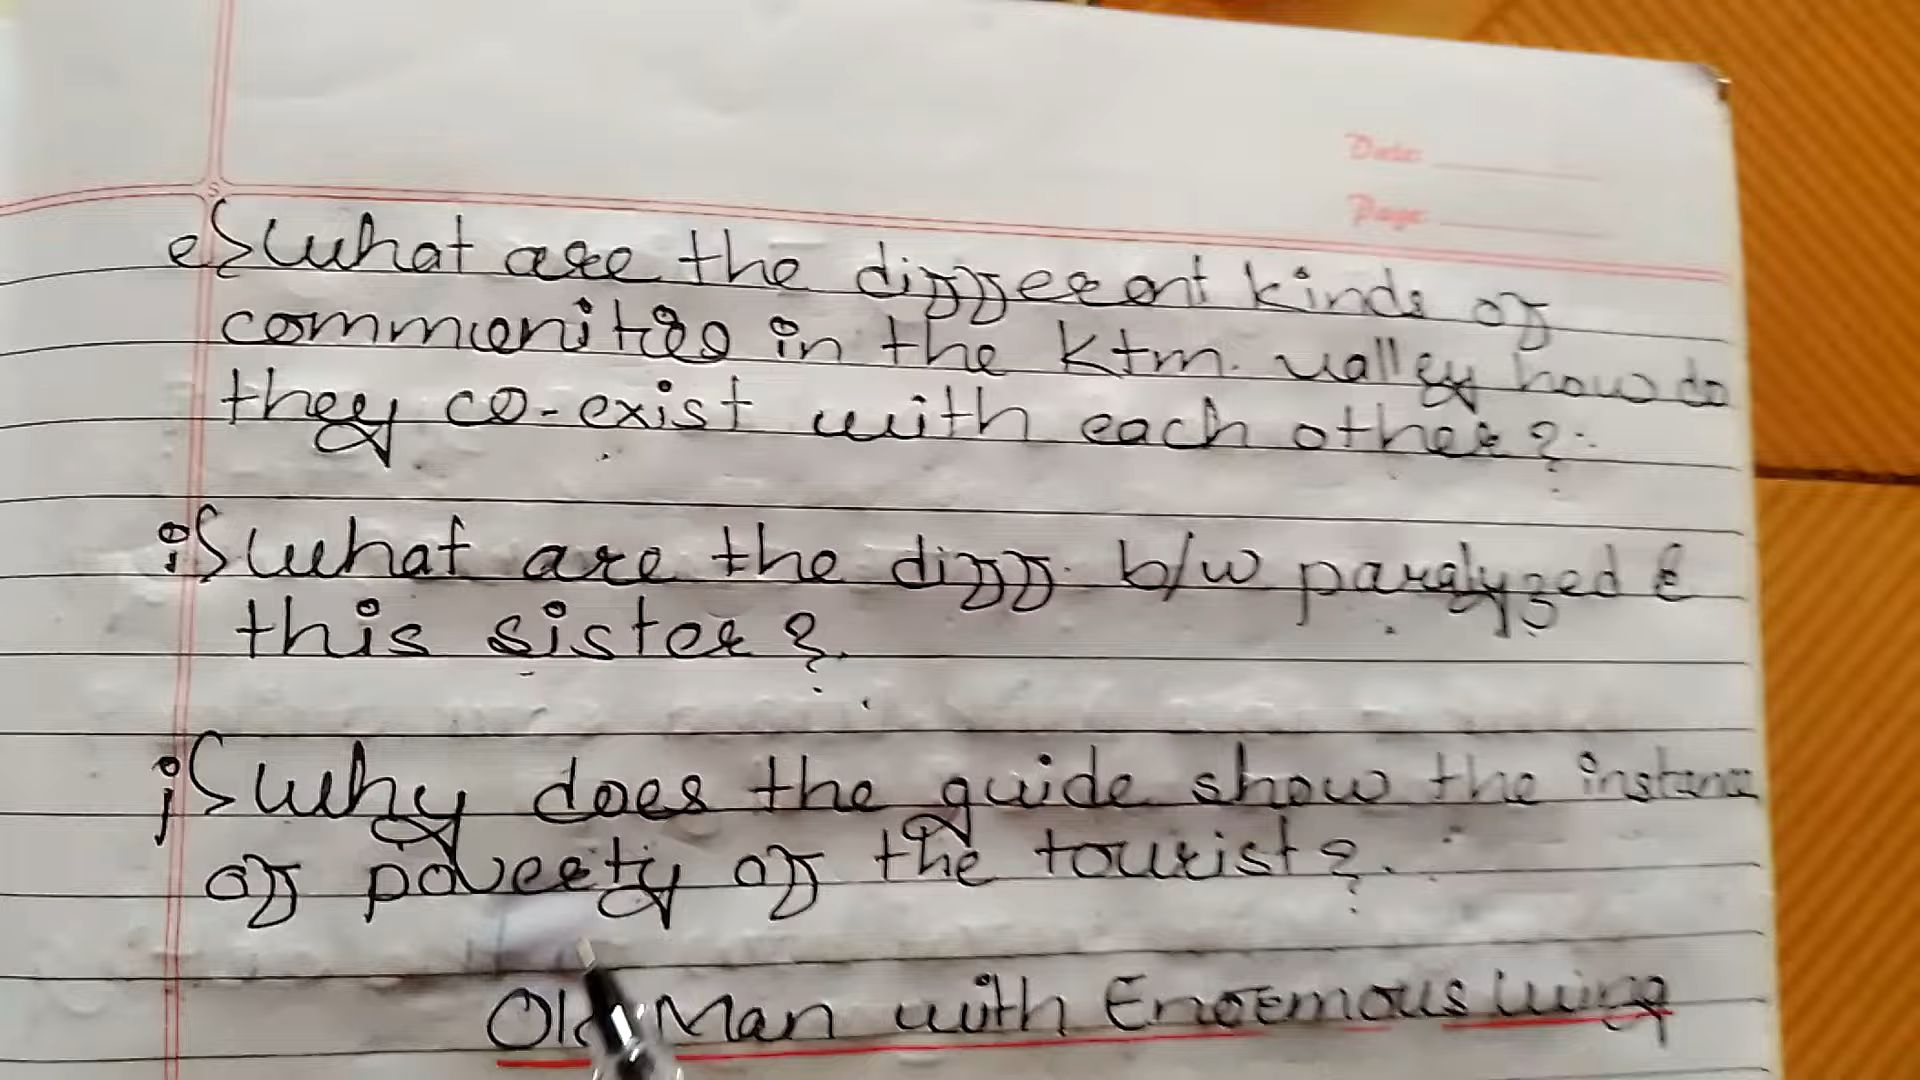 Date:
Page:
e) what are the different kinds of
communities in the ktm. valley how do
they co-exist with each other?
i) what are the diff. b/w paralyzed &
this sister?
j) why does the guide show the instance
of poverty of the tourist?
Old Man with Enormous wing